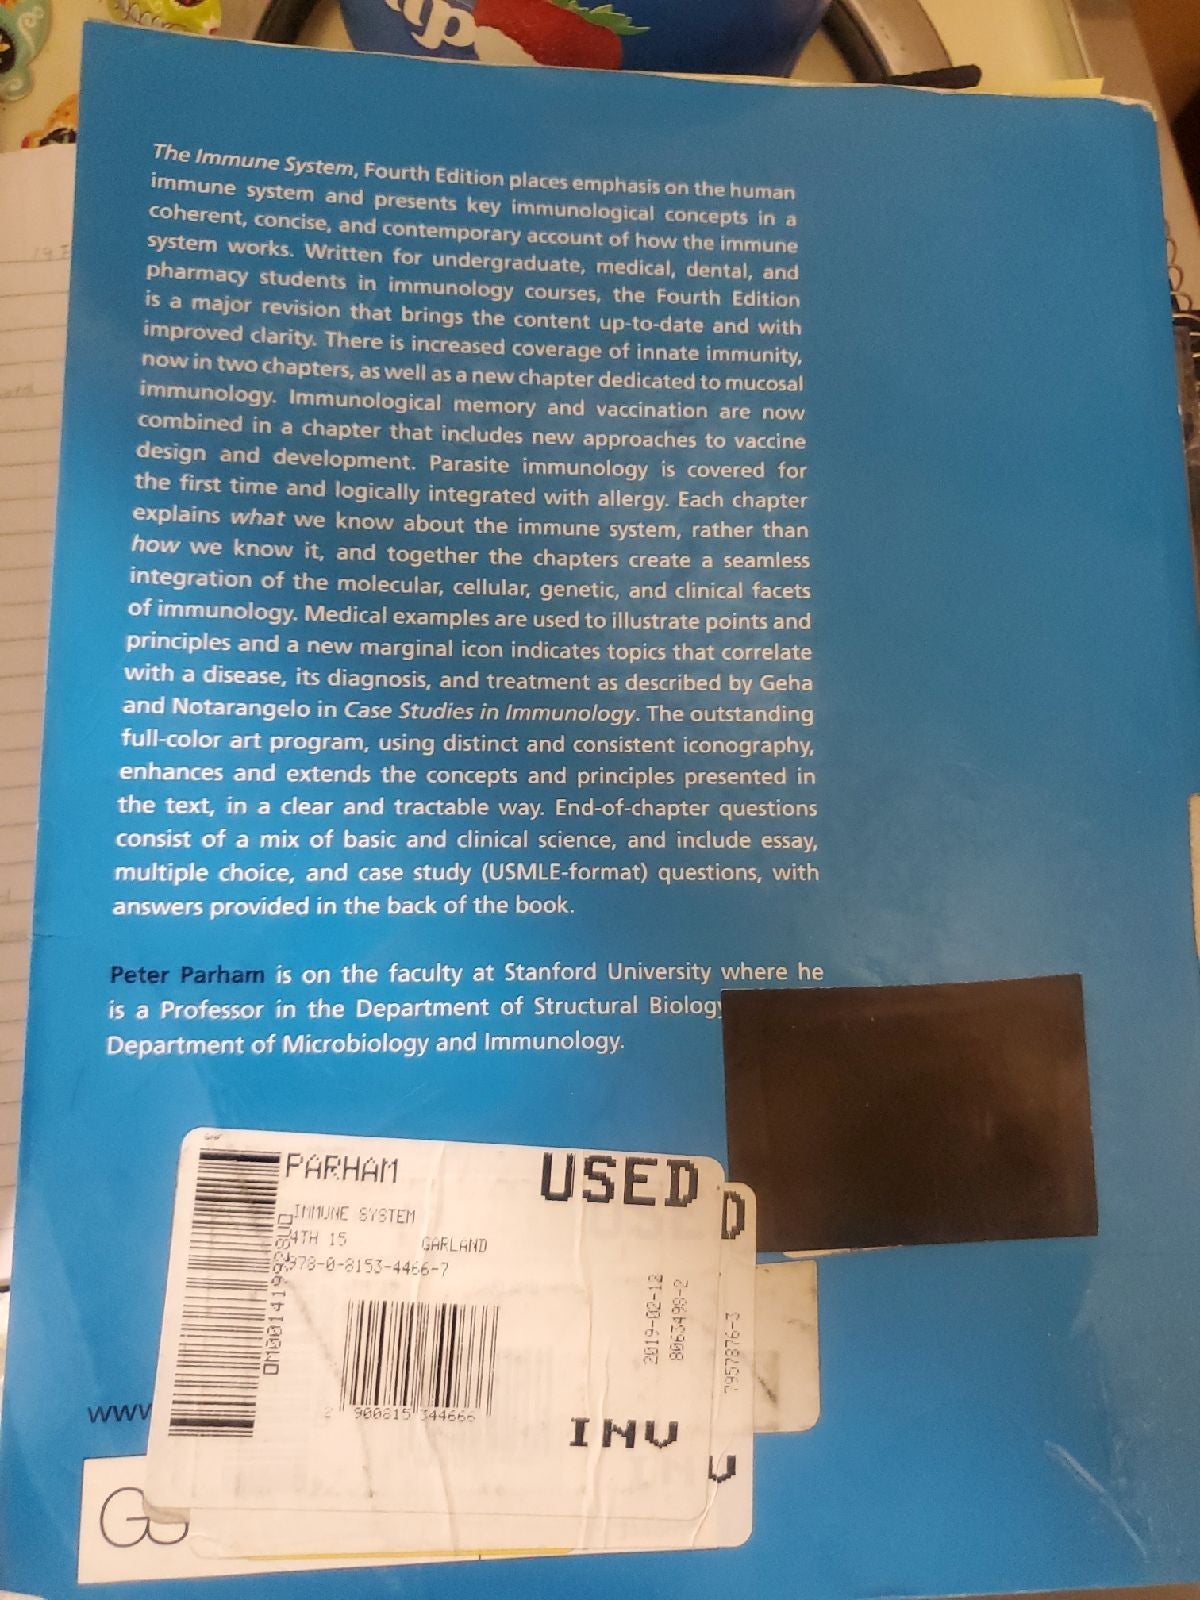 The Immune System, Fourth Edition places emphasis on the human
immune system and presents key immunological concepts in a
coherent, concise, and contemporary account of how the immune
system works. Written for undergraduate, medical, dental, and
pharmacy students in immunology courses, the Fourth Edition
is a major revision that brings the content up-to-date and with
improved clarity. There is increased coverage of innate immunity,
now in two chapters, as well as a new chapter dedicated to mucosal
immunology. Immunological memory and vaccination are now
combined in a chapter that includes new approaches to vaccine
design and development. Parasite immunology is covered for
the first time and logically integrated with allergy. Each chapter
explains what we know about the immune system, rather than
how we know it, and together the chapters create a seamless
integration of the molecular, cellular, genetic, and clinical facets
of immunology. Medical examples are used to illustrate points and
principles and a new marginal icon indicates topics that correlate
with a disease, its diagnosis, and treatment as described by Geha
and Notarangelo in Case Studies in Immunology. The outstanding
full-color art program, using distinct and consistent iconography,
enhances and extends the concepts and principles presented in
the text, in a clear and tractable way. End-of-chapter questions
consist of a mix of basic and clinical science, and include essay,
multiple choice, and case study (USMLE-format) questions, with
answers provided in the back of the book.
Peter Parham is on the faculty at Stanford University where he
is a Professor in the Department of Structural Biology
Department of Microbiology and Immunology.
PARHAM USED
IMMUNE SYSTEM
4TH 15 GARLAND
978-0-8153-4466-7
2019-02-12
8063498-2
7957876-3
2 900815 344666
INV
www
GS